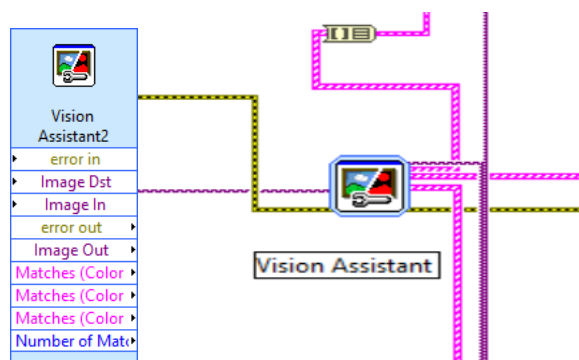 Vision
Assistant2
error in
Image Dst
Image In
error out
Image Out
Matches (Color
Matches (Color
Matches (Color
Number of Mat
Vision Assistant